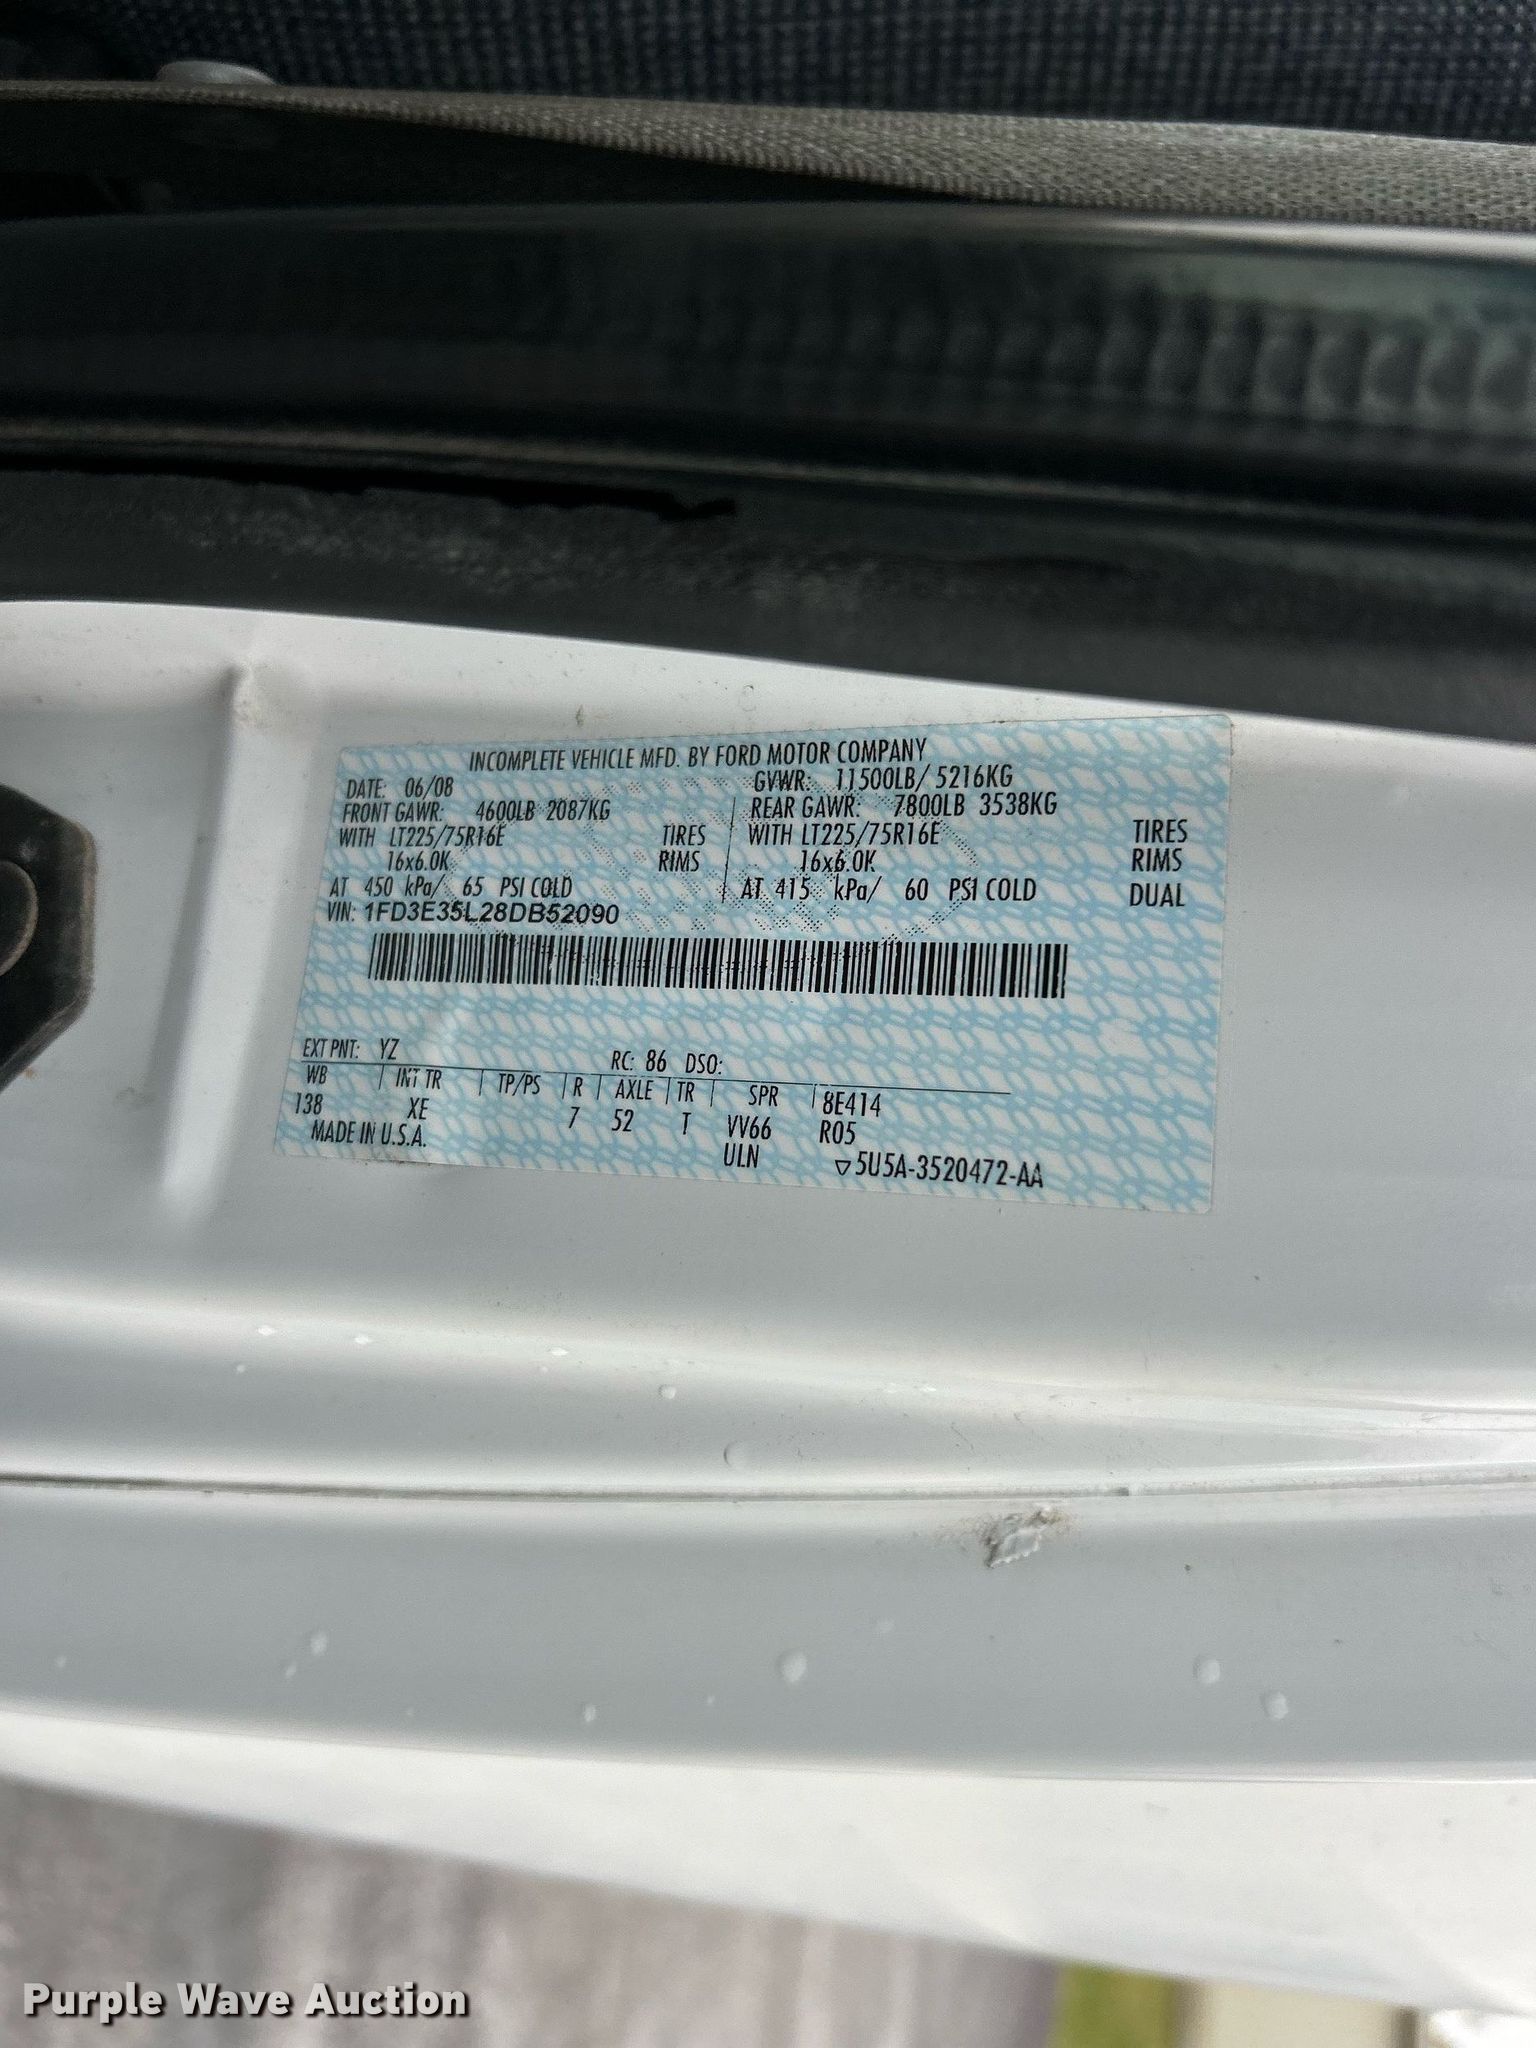 INCOMPLETE VEHICLE MFD. BY FORD MOTOR COMPANY
DATE: 06/08 GVWR: 11500LB/ 5216KG
FRONT GAWR: 4600LB 2087KG REAR GAWR: 7800LB 3538KG
WITH LT225/75R16E TIRES WITH LT225/75R16E TIRES
16x6.0K RIMS 16x6.0K RIMS
AT 450 kPa/ 65 PSI COLD AT 415 kPa/ 60 PSI COLD DUAL
VIN: 1FD3E35L28DB52090
EXT PNT: YZ RC: 86 DSO:
WB INT TR TP/PS R AXLE TR SPR 8E414
138 XE 7 52 T VV66 R05
MADE IN U.S.A. ULN ▽5U5A-3520472-AA
Purple Wave Auction